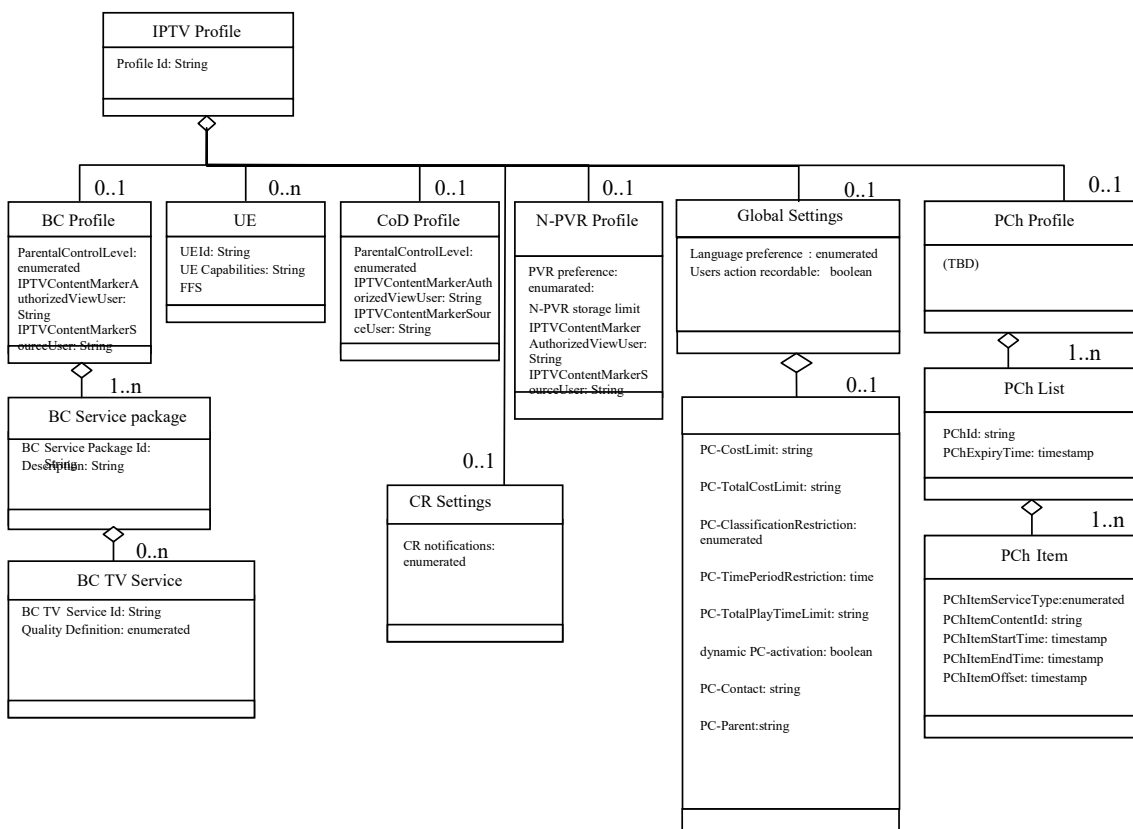 IPTV Profile
Profile Id: String
0..1
BC Profile
ParentalControlLevel:
enumerated
IPTVContentMarkerA
uthorizedViewUser:
String
IPTVContentMarkerS
ourceUser: String
0..n
UE
UEId: String
UE Capabilities: String
FFS
0..1
CoD Profile
ParentalControlLevel:
enumerated
IPTVContentMarkerAuth
orizedViewUser: String
IPTVContentMarkerSour
ceUser: String
0..1
N-PVR Profile
PVR preference:
enumarated:
N-PVR storage limit
IPTVContentMarker
AuthorizedViewUser:
String
IPTVContentMarkerS
ourceUser: String
0..1
Global Settings
Language preference : enumerated
Users action recordable: boolean
0..1
PCh Profile
(TBD)
1..n
BC Service package
BC Service Package Id:
String
Description: String
0..n
BC TV Service
BC TV Service Id: String
Quality Definition: enumerated
0..1
CR Settings
CR notifications:
enumerated
0..1
PC-CostLimit: string
PC-TotalCostLimit: string
PC-ClassificationRestriction:
enumerated
PC-TimePeriodRestriction: time
PC-TotalPlayTimeLimit: string
dynamic PC-activation: boolean
PC-Contact: string
PC-Parent:string
1..n
PCh List
PChId: string
PChExpiryTime: timestamp
1..n
PCh Item
PChItemServiceType:enumerated
PChItemContentId: string
PChItemStartTime: timestamp
PChItemEndTime: timestamp
PChItemOffset: timestamp